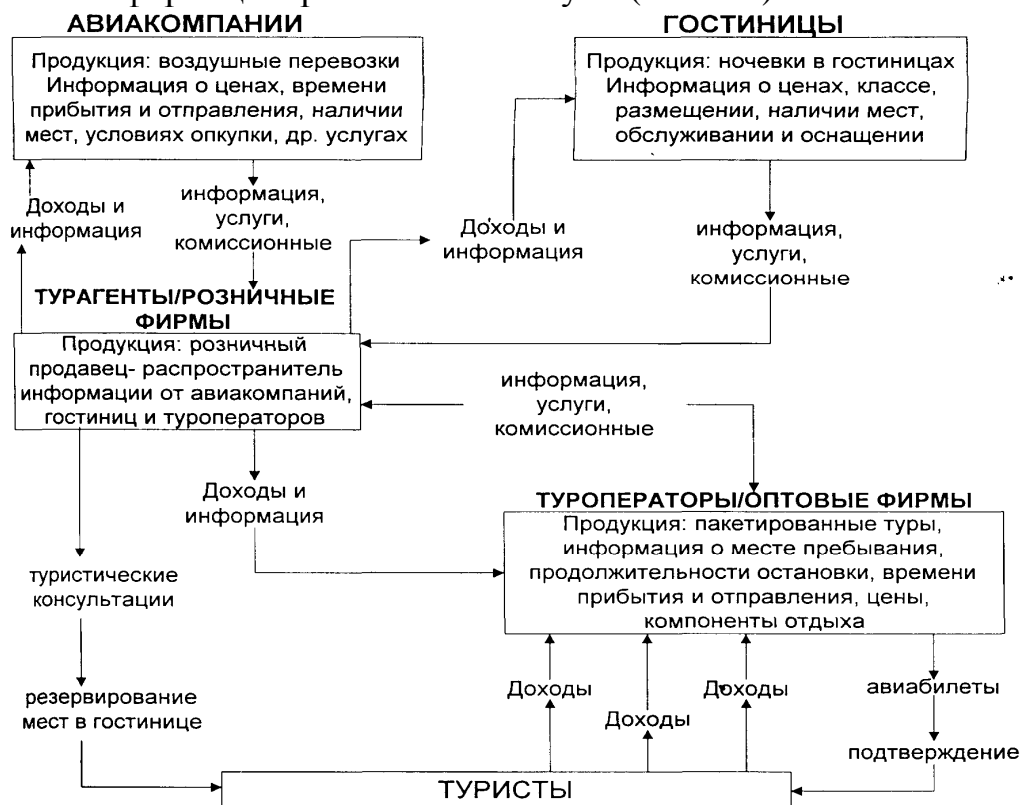 АВИАКОМПАНИИ
ГОСТИНИЦЫ
Продукция: воздушные перевозки
Информация о ценах, времени
прибытия и отправления, наличии
мест, условиях опкупки, др. услугах
Продукция: ночевки в гостиницах
Информация о ценах, классе,
размещении, наличии мест,
обслуживании и оснащении
Доходы и
информация
информация,
услуги,
комиссионные
Доходы и
информация
информация,
услуги,
комиссионные
ТУРАГЕНТЫ/РОЗНИЧНЫЕ
ФИРМЫ
Продукция: розничный
продавец- распространитель
информации от авиакомпаний,
гостиниц и туроператоров
информация,
услуги,
комиссионные
Доходы и
информация
ТУРОПЕРАТОРЫ/ОПТОВЫЕ ФИРМЫ
Продукция: пакетированные туры,
информация о месте пребывания,
продолжительности остановки, времени
прибытия и отправления, цены,
компоненты отдыха
туристические
консультации
резервирование
мест в гостинице
Доходы
Доходы
Доходы
авиабилеты
подтверждение
ТУРИСТЫ